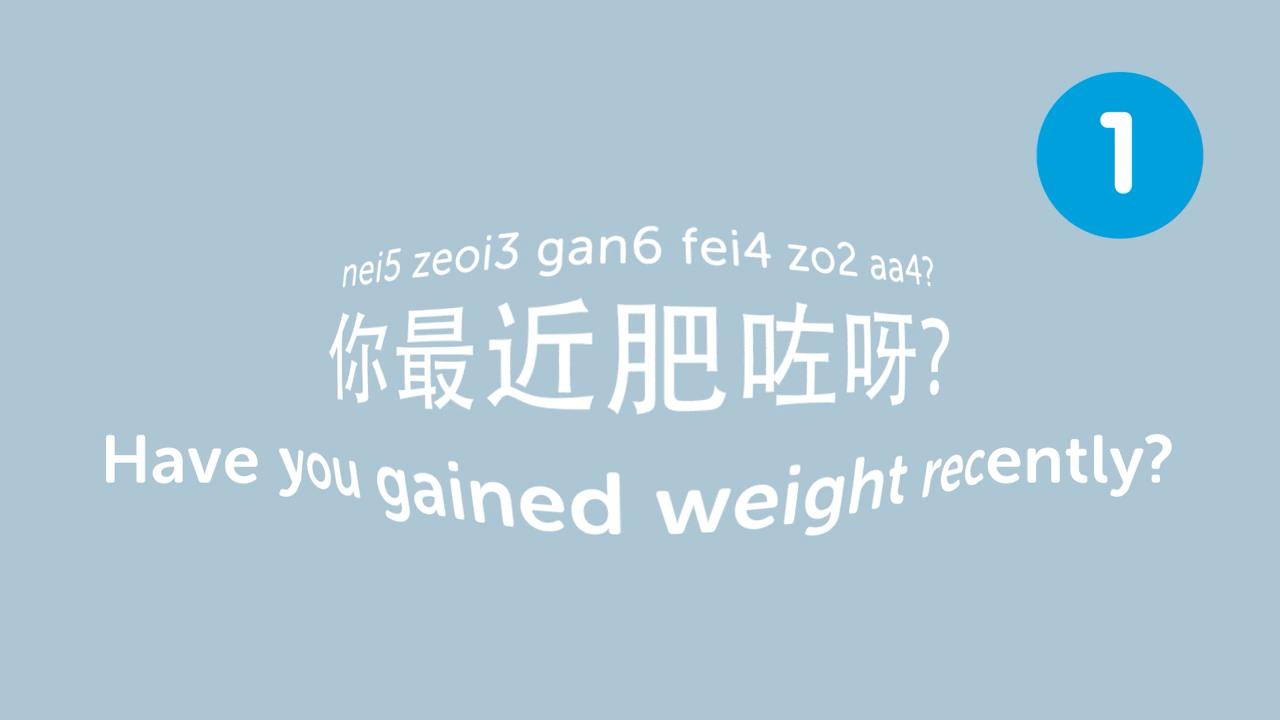 1
nei5 zeoi3 gan6 fei4 zo2 aa4?
你最近肥咗呀?
Have you gained weight recently?